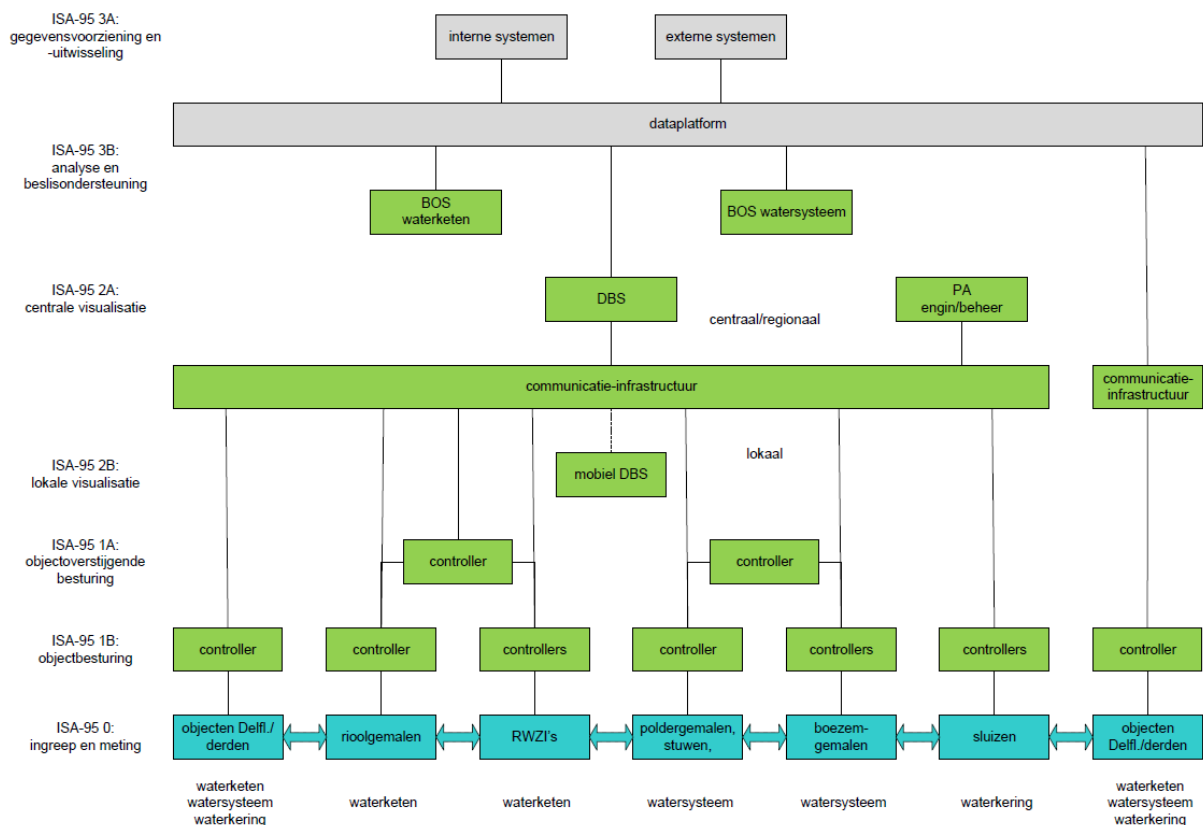 ISA-95 3A:
gegevensvoorziening en
-uitwisseling
interne systemen
externe systemen
dataplatform
ISA-95 3B:
analyse en
beslisondersteuning
BOS
waterketen
BOS watersysteem
ISA-95 2A:
centrale visualisatie
DBS
PA
engin/beheer
centraal/regionaal
communicatie-infrastructuur
communicatie-
infrastructuur
ISA-95 2B:
lokale visualisatie
mobiel DBS
lokaal
ISA-95 1A:
objectoverstijgende
besturing
controller
controller
ISA-95 1B:
objectbesturing
controller
controller
controllers
controller
controllers
controllers
controller
ISA-95 0:
ingreep en meting
objecten Delfl./
derden
rioolgemalen
RWZI's
poldergemalen,
stuwen,
boezem-
gemalen
sluizen
objecten
Delfl./derden
waterketen
watersysteem
waterkering
waterketen
waterketen
watersysteem
watersysteem
waterkering
waterketen
watersysteem
waterkering